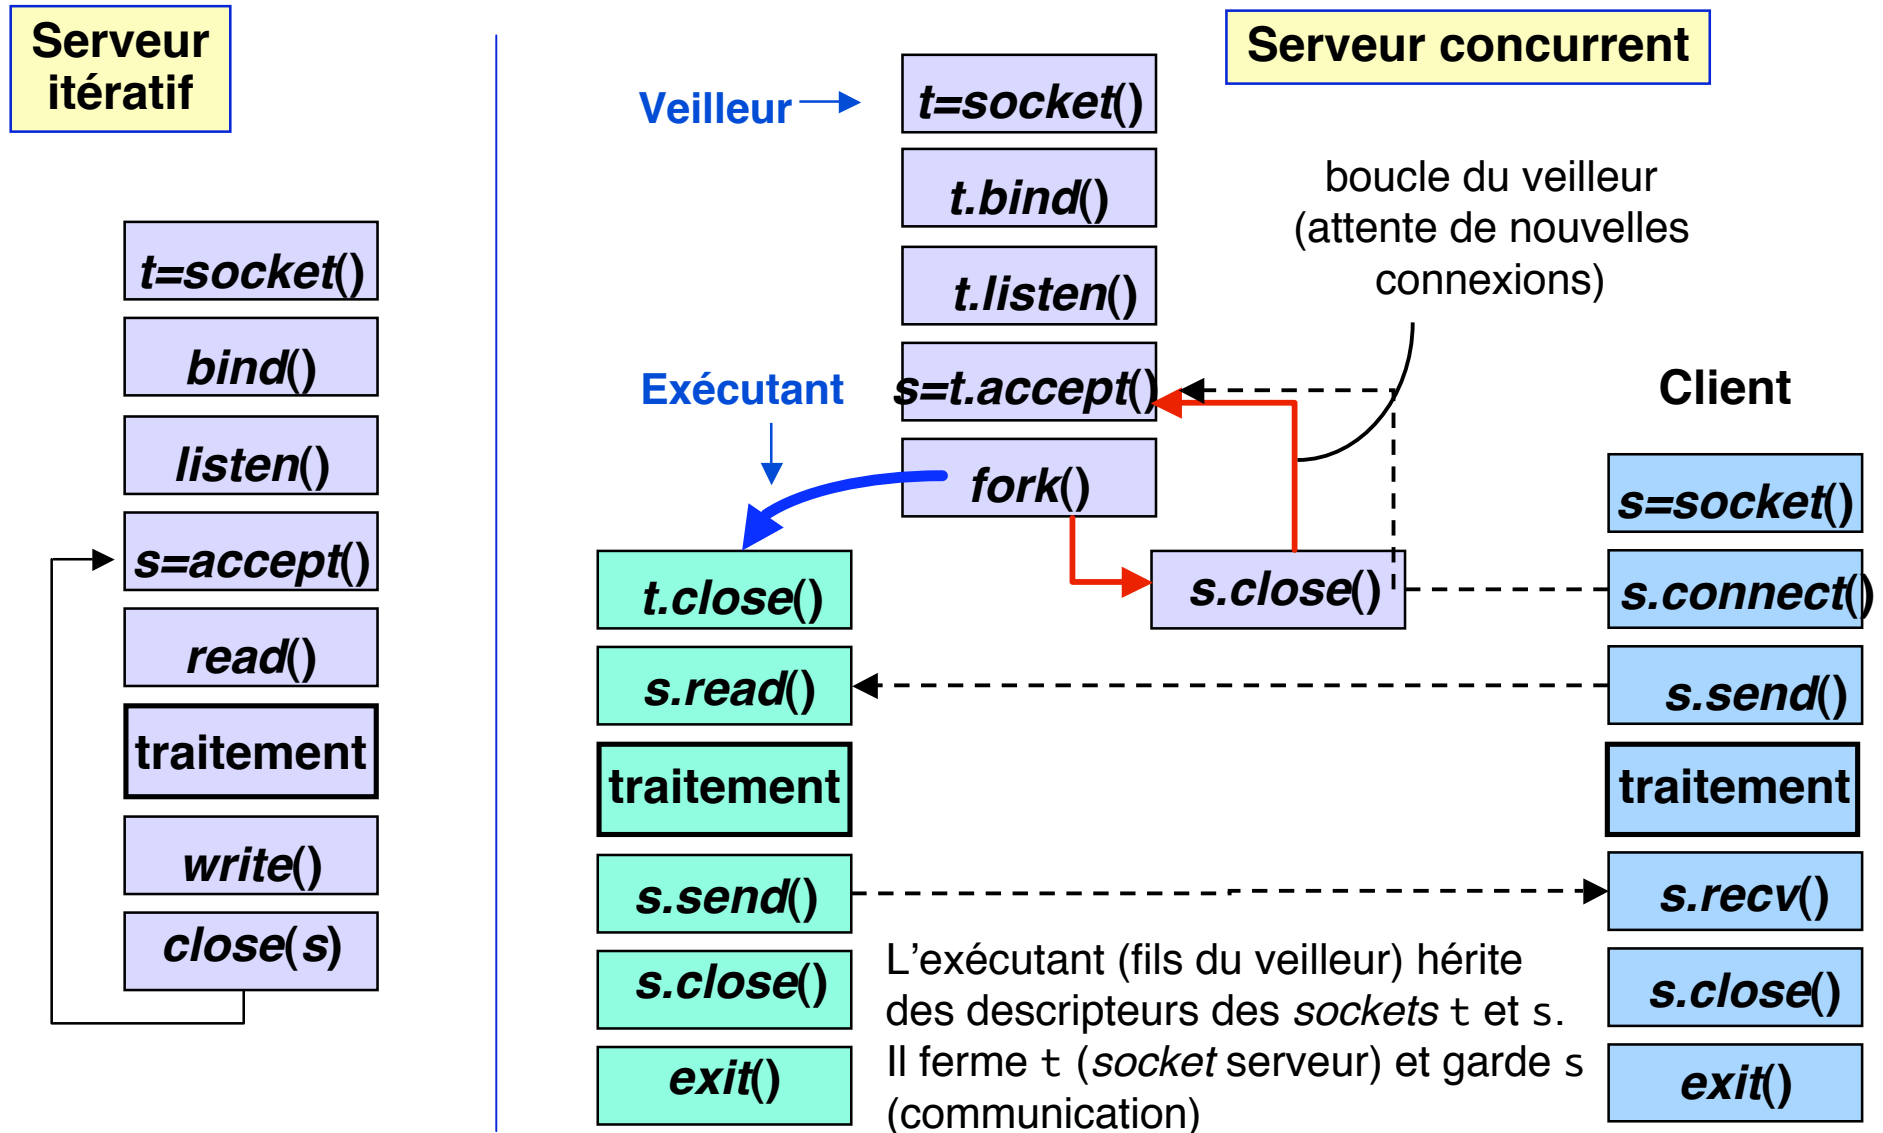 Serveur
itératif
t=socket()
bind()
listen()
s=accept()
read()
traitement
write()
close(s)
Serveur concurrent
Veilleur
t=socket()
t.bind()
t.listen()
s=t.accept()
fork()
boucle du veilleur
(attente de nouvelles
connexions)
Exécutant
t.close()
s.read()
traitement
s.send()
s.close()
exit()
s.close()
Client
s=socket()
s.connect()
s.send()
traitement
s.recv()
s.close()
exit()
L’exécutant (fils du veilleur) hérite
des descripteurs des sockets t et s.
Il ferme t (socket serveur) et garde s
(communication)